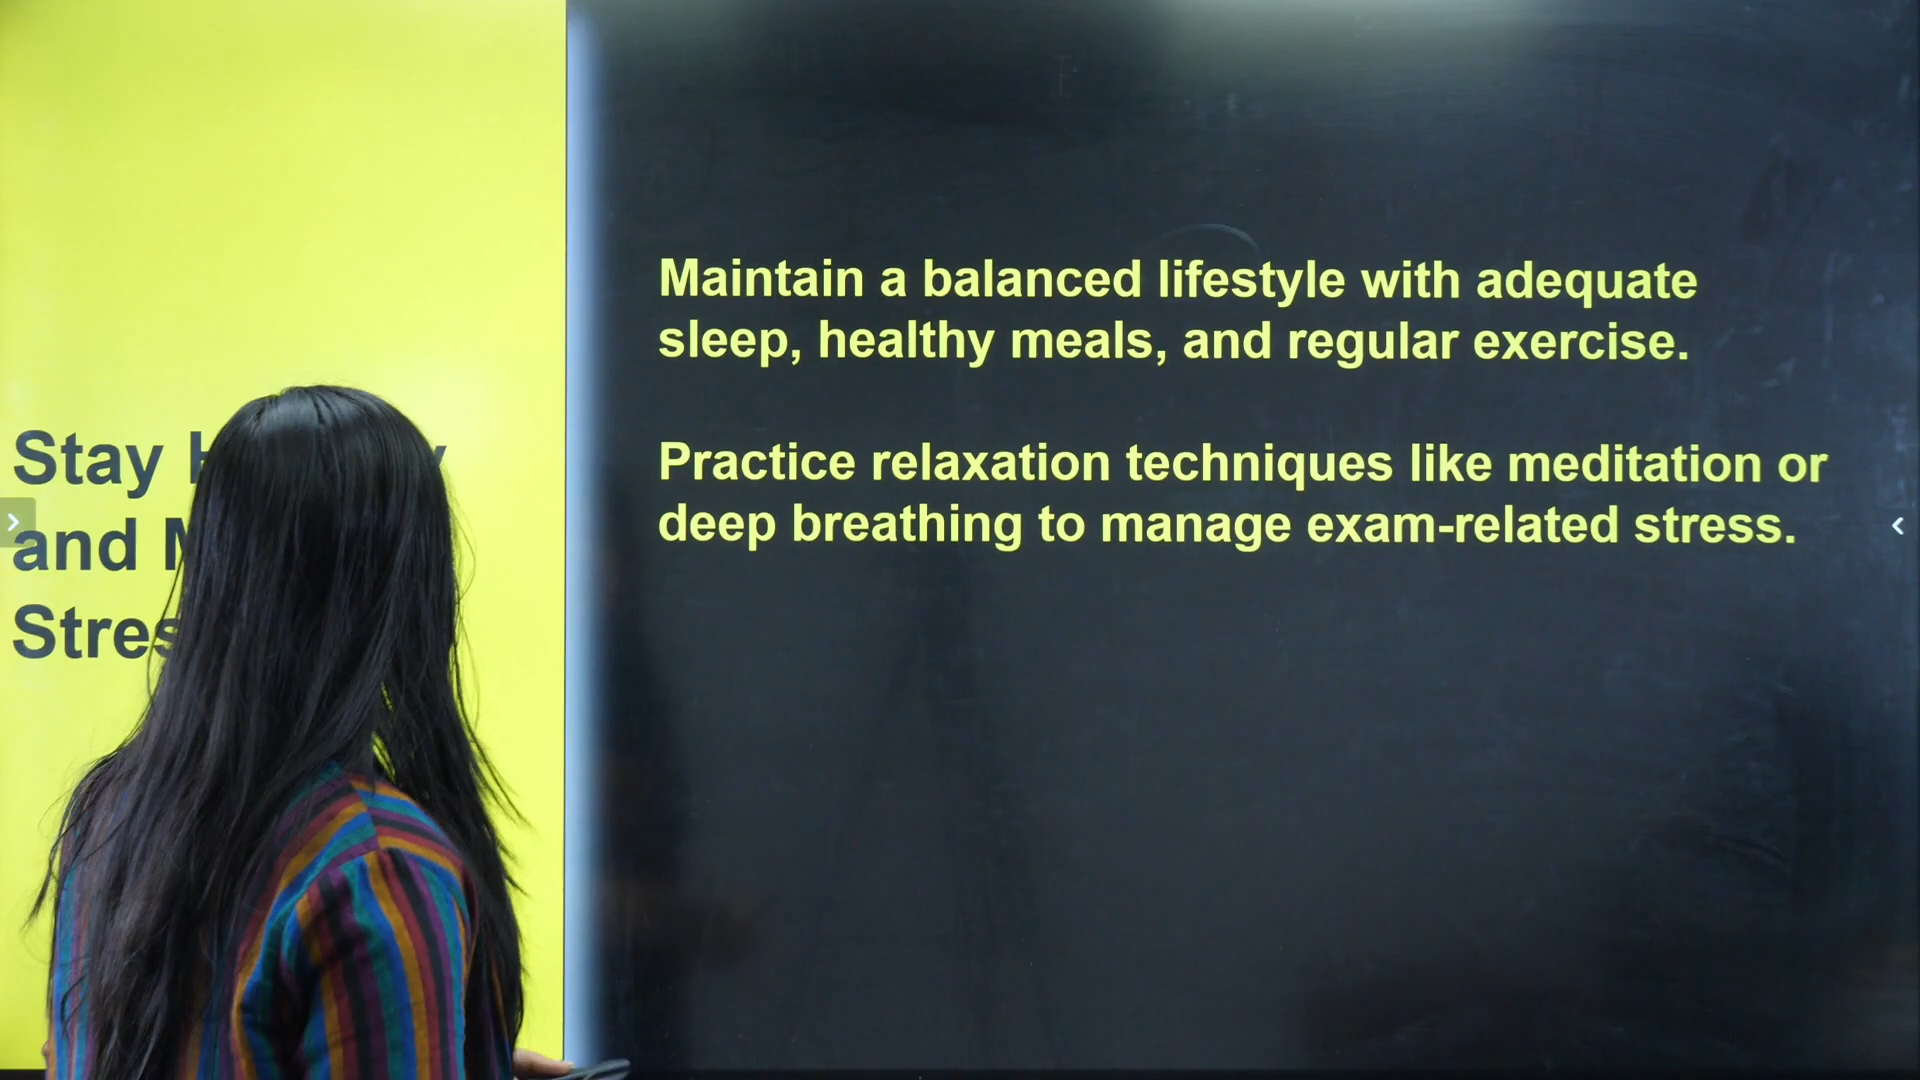 Stay
and
Maintain a balanced lifestyle with adequate
sleep, healthy meals, and regular exercise.
Practice relaxation techniques like meditation or
deep breathing to manage exam-related stress.